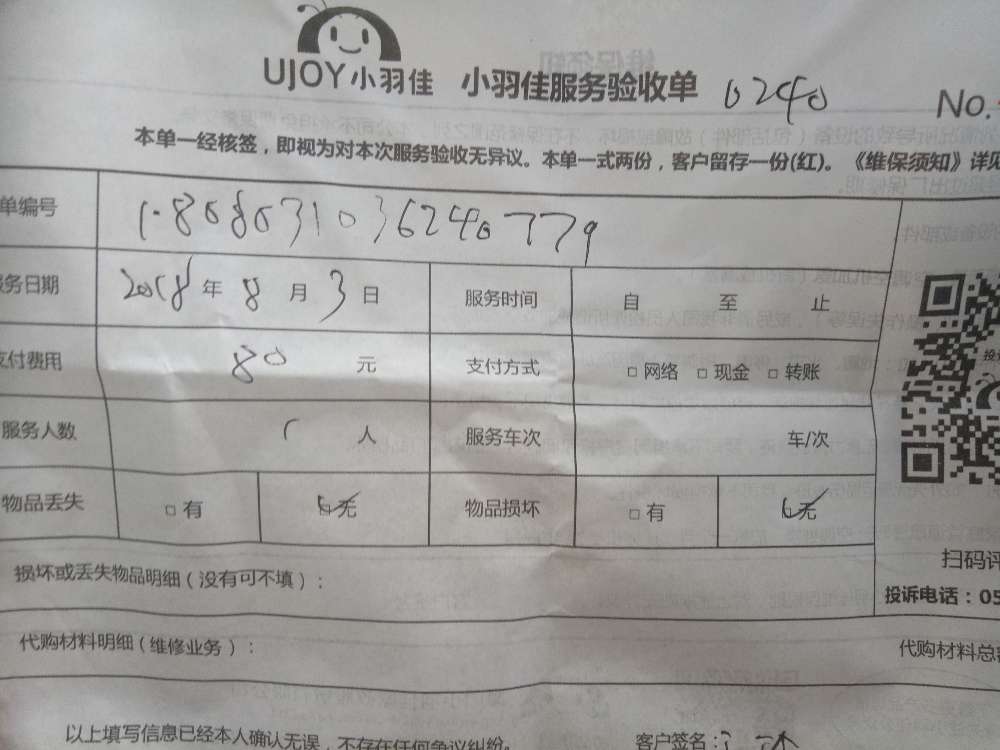 UJOY小羽佳 小羽佳服务验收单 6240 No.
本单一经核签，即视为对本次服务验收无异议。本单一式两份，客户留存一份(红)。《维保须知》详见
单编号 1808031036240779
务日期 2018年8月3日 服务时间 自 至 止
支付费用 80 元 支付方式 □网络 □现金 □转账
服务人数 1 人 服务车次 车/次
物品丢失 □有 □无 物品损坏 □有 □无
扫码评
损坏或丢失物品明细(没有可不填)：
投诉电话：05
代购材料明细(维修业务)： 代购材料总额
以上填写信息已经本人确认无误，不存在任何争议纠纷。 客户签名：